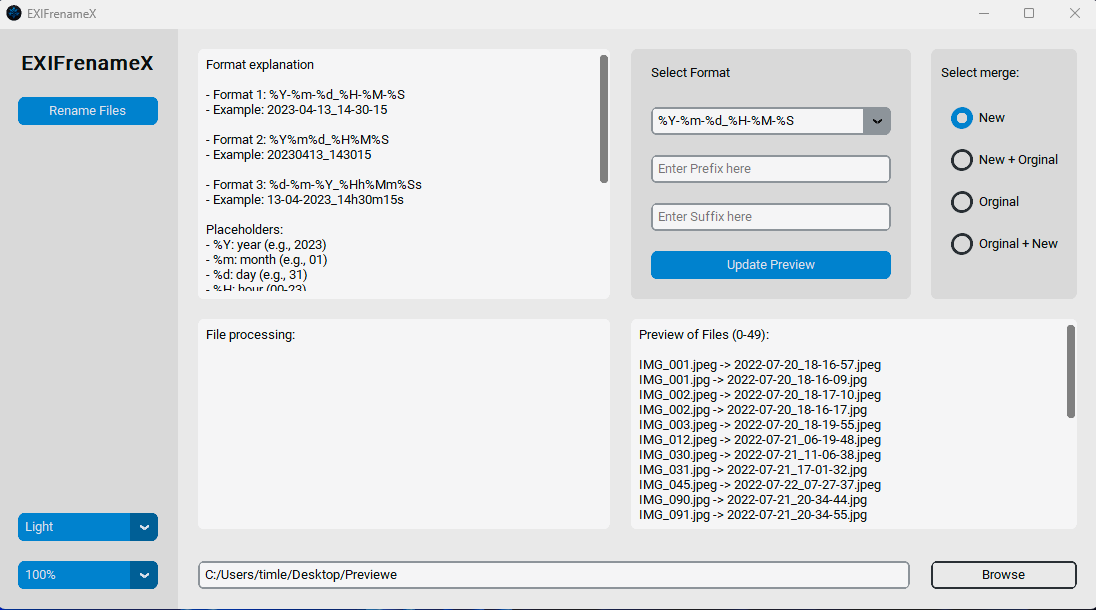 EXIFrenameX
EXIFrenameX
Rename Files
Light
100%
Format explanation
- Format 1: %Y-%m-%d_%H-%M-%S
- Example: 2023-04-13_14-30-15
- Format 2: %Y%m%d_%H%M%S
- Example: 20230413_143015
- Format 3: %d-%m-%Y_%Hh%Mm%Ss
- Example: 13-04-2023_14h30m15s
Placeholders:
- %Y: year (e.g., 2023)
- %m: month (e.g., 01)
- %d: day (e.g., 31)
- %H: hour (00-23)
Select Format
%Y-%m-%d_%H-%M-%S
Enter Prefix here
Enter Suffix here
Update Preview
Select merge:
New
New + Orginal
Orginal
Orginal + New
File processing:
Preview of Files (0-49):
IMG_001.jpeg -> 2022-07-20_18-16-57.jpeg
IMG_001.jpg -> 2022-07-20_18-16-09.jpg
IMG_002.jpeg -> 2022-07-20_18-17-10.jpeg
IMG_002.jpg -> 2022-07-20_18-16-17.jpg
IMG_003.jpeg -> 2022-07-20_18-19-55.jpeg
IMG_012.jpeg -> 2022-07-21_06-19-48.jpeg
IMG_030.jpeg -> 2022-07-21_11-06-38.jpeg
IMG_031.jpg -> 2022-07-21_17-01-32.jpg
IMG_045.jpeg -> 2022-07-22_07-27-37.jpeg
IMG_090.jpg -> 2022-07-21_20-34-44.jpg
IMG_091.jpg -> 2022-07-21_20-34-55.jpg
C:/Users/timle/Desktop/Previewe
Browse